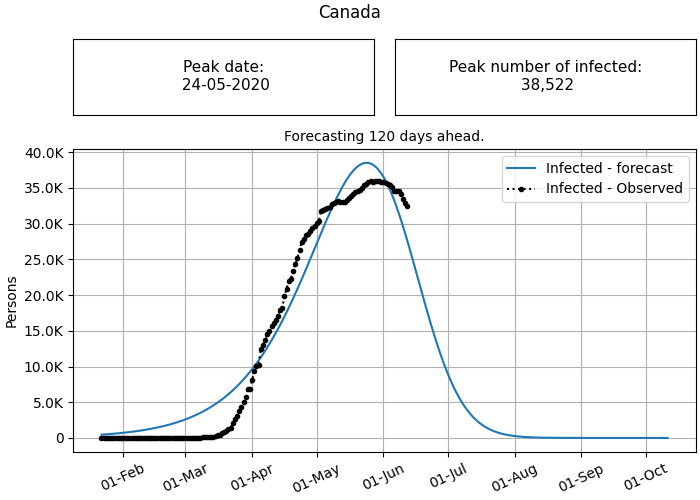 Canada
Peak date:
24-05-2020
Peak number of infected:
38,522
Forecasting 120 days ahead.
40.0K
35.0K
30.0K
25.0K
20.0K
15.0K
10.0K
5.0K
0
Persons
Infected - forecast
Infected - Observed
01-Feb
01-Mar
01-Apr
01-May
01-Jun
01-Jul
01-Aug
01-Sep
01-Oct